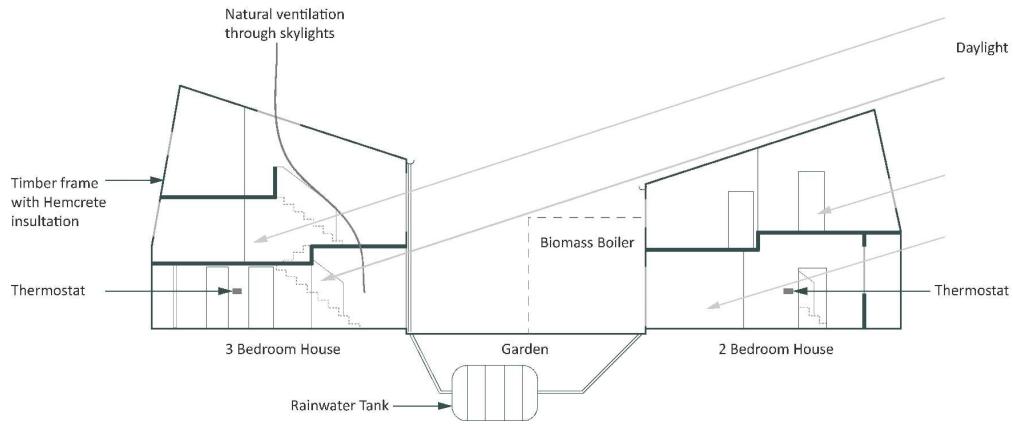 Natural ventilation
through skylights
Daylight
Timber frame
with Hemcrete
insultation
Biomass Boiler
Thermostat
Thermostat
3 Bedroom House
Garden
2 Bedroom House
Rainwater Tank